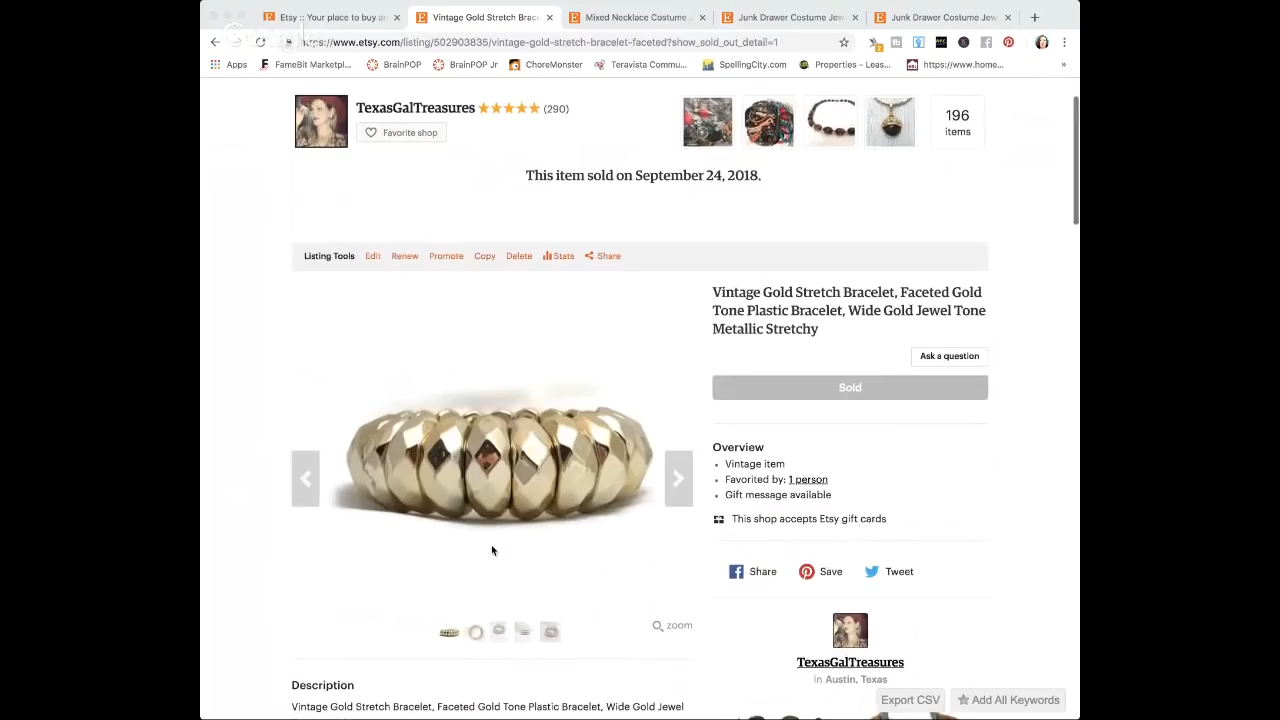 Etsy :: Your place to buy an
Vintage Gold Stretch Brac
Mixed Necklace Costume
Junk Drawer Costume Jew
Junk Drawer Costume Jew
https://www.etsy.com/listing/502903835/vintage-gold-stretch-bracelet-faceted?show_sold_out_detail=1
Apps
FameBit Marketpl...
BrainPOP
BrainPOP Jr
ChoreMonster
Teravista Commu...
SpellingCity.com
Properties – Leas...
https://www.home...
»
TexasGalTreasures ★★★★★ (290)
Favorite shop
196
items
This item sold on September 24, 2018.
Listing Tools Edit Renew Promote Copy Delete Stats Share
Vintage Gold Stretch Bracelet, Faceted Gold
Tone Plastic Bracelet, Wide Gold Jewel Tone
Metallic Stretchy
Ask a question
Sold
Overview
• Vintage item
• Favorited by: 1 person
• Gift message available
This shop accepts Etsy gift cards
Share Save Tweet
zoom
TexasGalTreasures
in Austin, Texas
Description
Export CSV Add All Keywords
Vintage Gold Stretch Bracelet, Faceted Gold Tone Plastic Bracelet, Wide Gold Jewel